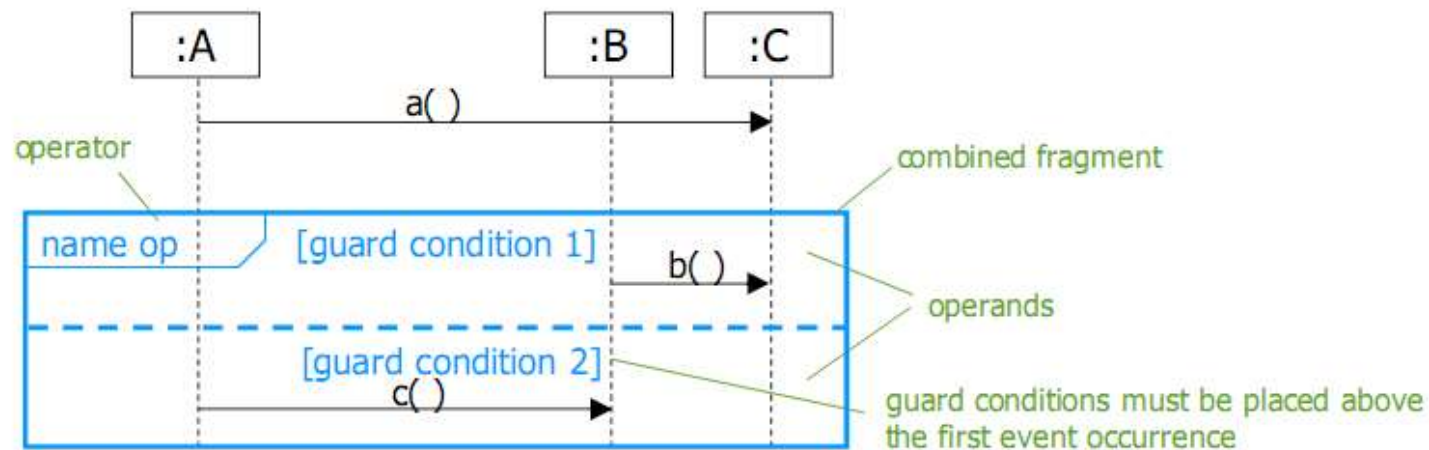 :A
:B
:C
a( )
operator
combined fragment
name op
[guard condition 1]
b( )
operands
[guard condition 2]
c( )
guard conditions must be placed above
the first event occurrence